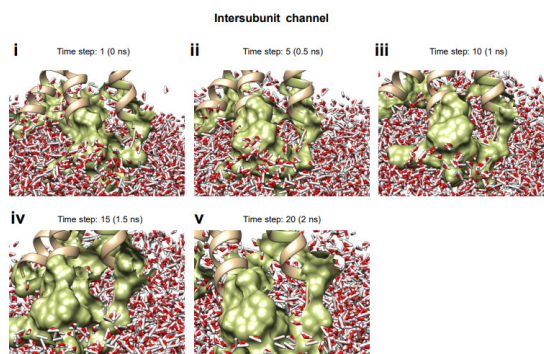 Intersubunit channel
i
Time step: 1 (0 ns)
ii
Time step: 5 (0.5 ns)
iii
Time step: 10 (1 ns)
iv
Time step: 15 (1.5 ns)
v
Time step: 20 (2 ns)